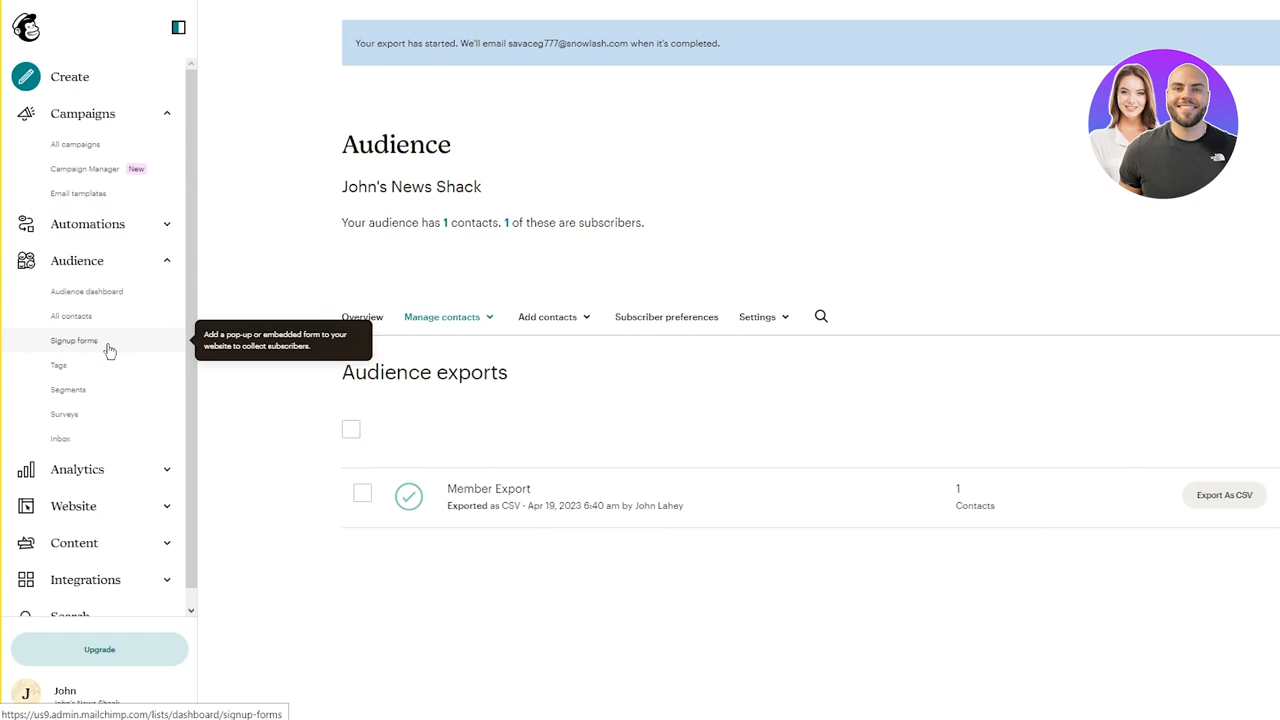 Create
Campaigns
All campaigns
Campaign Manager New
Email templates
Automations
Audience
Audience dashboard
All contacts
Signup forms
Tags
Segments
Surveys
Inbox
Analytics
Website
Content
Integrations
Search
Upgrade
J John
John's News Shack
https://us9.admin.mailchimp.com/lists/dashboard/signup-forms
Add a pop-up or embedded form to your
website to collect subscribers.
Your export has started. We'll email savaceg777@snowlash.com when it's completed.
Audience
John's News Shack
Your audience has 1 contacts. 1 of these are subscribers.
Overview Manage contacts Add contacts Subscriber preferences Settings
Audience exports
Member Export
Exported as CSV · Apr 19, 2023 6:40 am by John Lahey
1
Contacts
Export As CSV